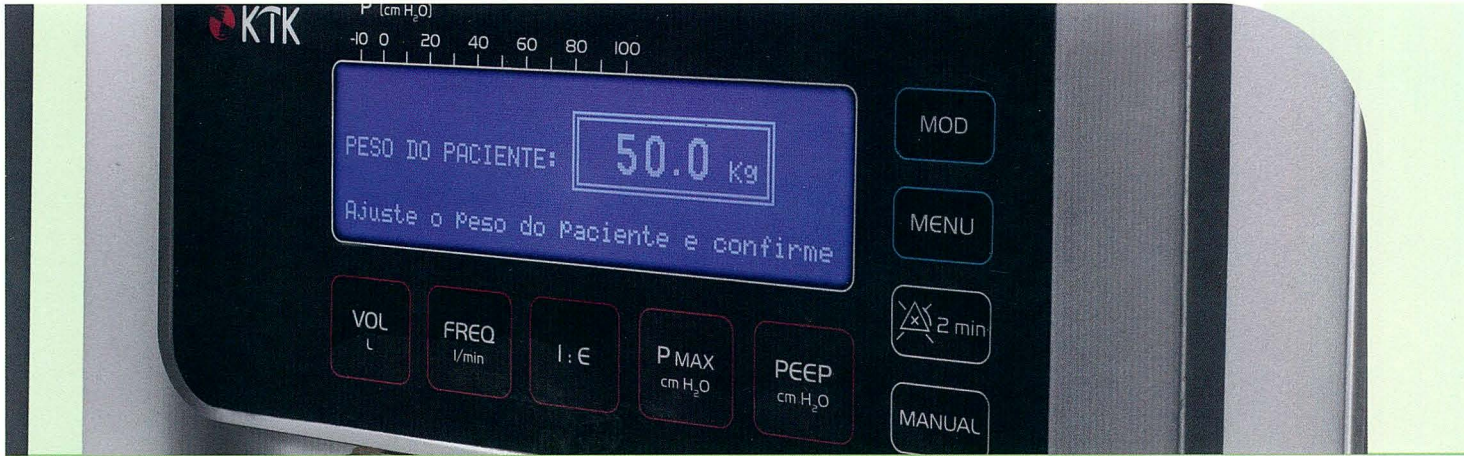 KTK
P (cm H₂O)
-10 0 20 40 60 80 100
PESO DO PACIENTE: 50.0 Kg
Ajuste o Peso do Paciente e confirme
MOD
MENU
2 min
MANUAL
VOL
L
FREQ
1/min
I : E
P MAX
cm H₂O
PEEP
cm H₂O